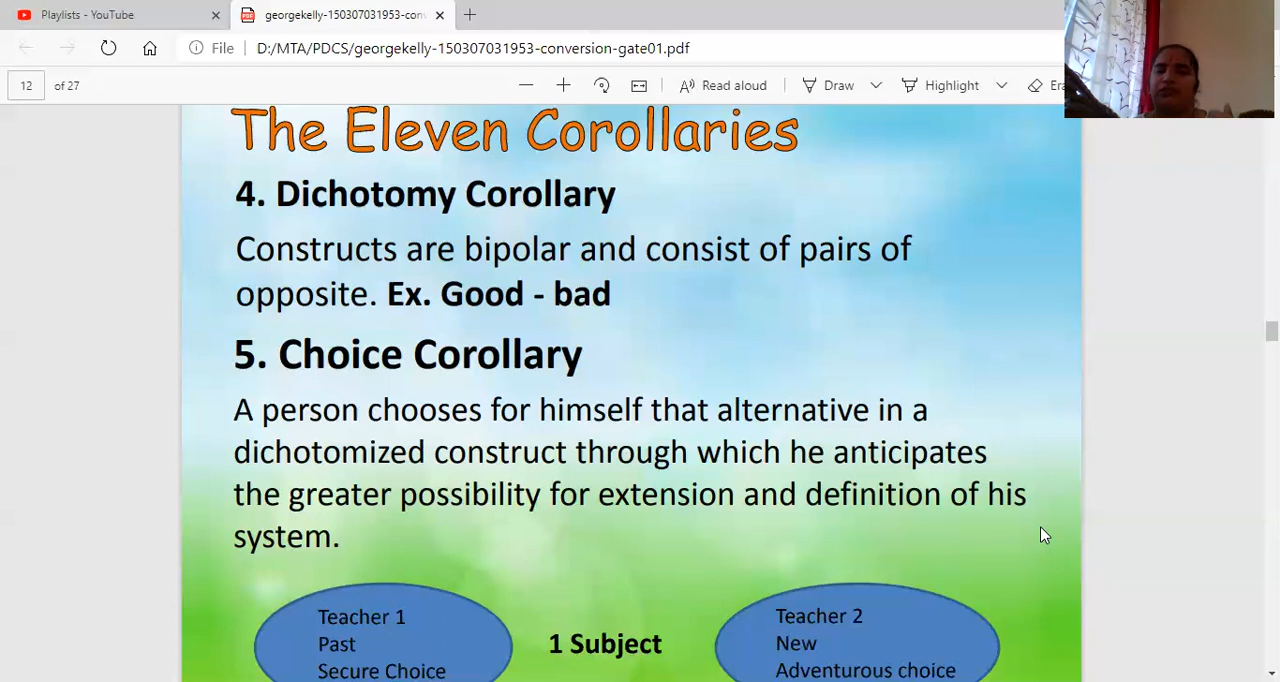 Playlists - YouTube
georgekelly-150307031953-con
File
D:/MTA/PDCS/georgekelly-150307031953-conversion-gate01.pdf
12 of 27
Read aloud
Draw
Highlight
The Eleven Corollaries
4. Dichotomy Corollary
Constructs are bipolar and consist of pairs of
opposite. Ex. Good - bad
5. Choice Corollary
A person chooses for himself that alternative in a
dichotomized construct through which he anticipates
the greater possibility for extension and definition of his
system.
Teacher 1
Past
Secure Choice
1 Subject
Teacher 2
New
Adventurous choice